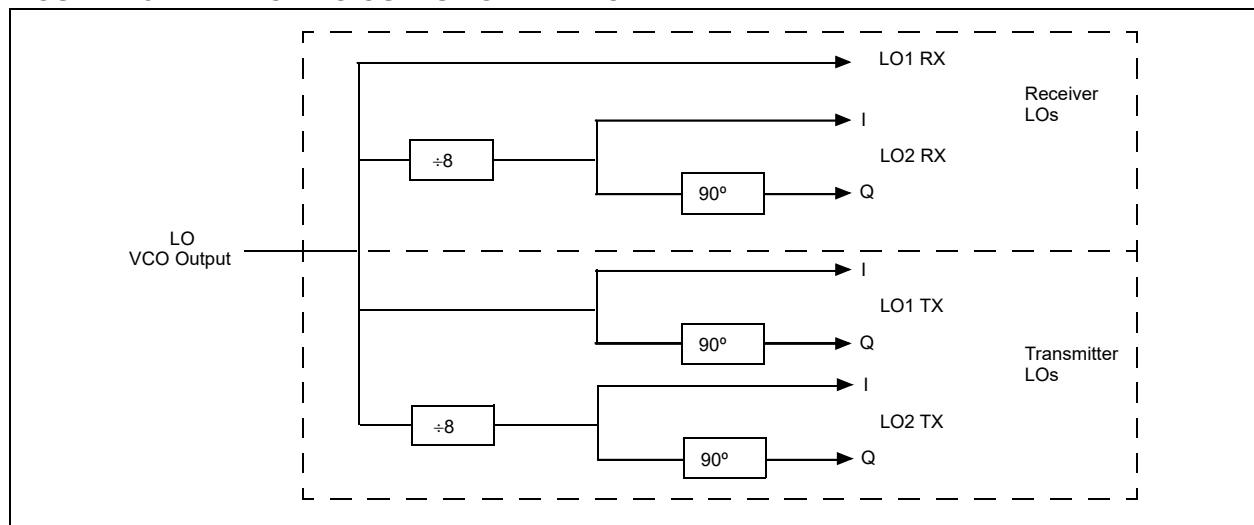 LO1 RX
Receiver
LOs
I
÷8
LO2 RX
90º
Q
LO
VCO Output
I
LO1 TX
90º
Q
Transmitter
LOs
I
÷8
LO2 TX
90º
Q